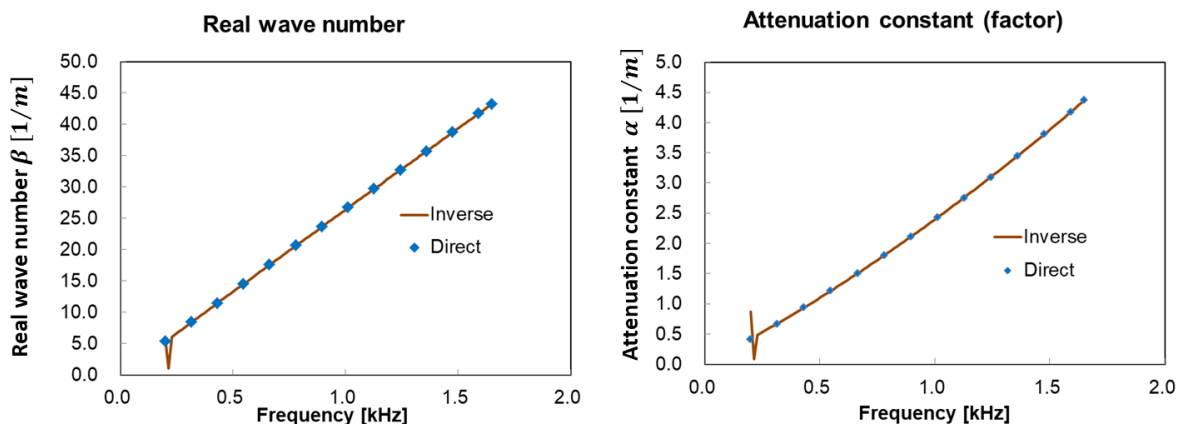 Real wave number
Real wave number β [1/m]
50.0
45.0
40.0
35.0
30.0
25.0
20.0
15.0
10.0
5.0
0.0
Inverse
Direct
0.0 0.5 1.0 1.5 2.0
Frequency [kHz]
Attenuation constant (factor)
Attenuation constant α [1/m]
5.0
4.5
4.0
3.5
3.0
2.5
2.0
1.5
1.0
0.5
0.0
Inverse
Direct
0.0 0.5 1.0 1.5 2.0
Frequency [kHz]